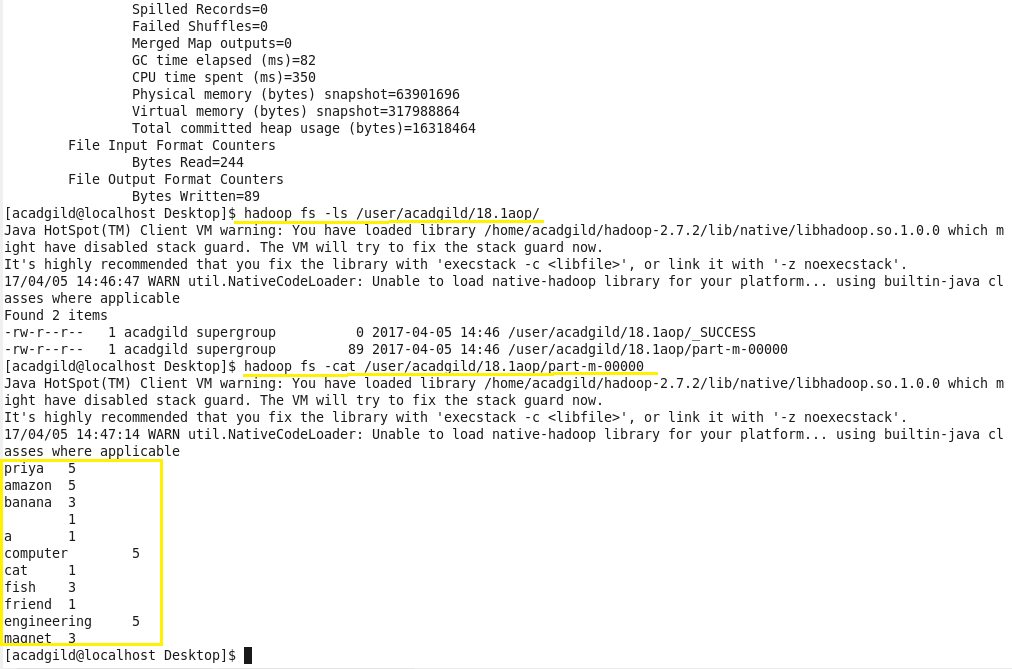 Spilled Records=0
Failed Shuffles=0
Merged Map outputs=0
GC time elapsed (ms)=82
CPU time spent (ms)=350
Physical memory (bytes) snapshot=63901696
Virtual memory (bytes) snapshot=317988864
Total committed heap usage (bytes)=16318464
File Input Format Counters
Bytes Read=244
File Output Format Counters
Bytes Written=89
[acadgild@localhost Desktop]$ hadoop fs -ls /user/acadgild/18.1aop/
Java HotSpot(TM) Client VM warning: You have loaded library /home/acadgild/hadoop-2.7.2/lib/native/libhadoop.so.1.0.0 which m
ight have disabled stack guard. The VM will try to fix the stack guard now.
It's highly recommended that you fix the library with 'execstack -c <libfile>', or link it with '-z noexecstack'.
17/04/05 14:46:47 WARN util.NativeCodeLoader: Unable to load native-hadoop library for your platform... using builtin-java cl
asses where applicable
Found 2 items
-rw-r--r--   1 acadgild supergroup          0 2017-04-05 14:46 /user/acadgild/18.1aop/_SUCCESS
-rw-r--r--   1 acadgild supergroup         89 2017-04-05 14:46 /user/acadgild/18.1aop/part-m-00000
[acadgild@localhost Desktop]$ hadoop fs -cat /user/acadgild/18.1aop/part-m-00000
Java HotSpot(TM) Client VM warning: You have loaded library /home/acadgild/hadoop-2.7.2/lib/native/libhadoop.so.1.0.0 which m
ight have disabled stack guard. The VM will try to fix the stack guard now.
It's highly recommended that you fix the library with 'execstack -c <libfile>', or link it with '-z noexecstack'.
17/04/05 14:47:14 WARN util.NativeCodeLoader: Unable to load native-hadoop library for your platform... using builtin-java cl
asses where applicable
priya   5
amazon  5
banana  3
        1
a       1
computer        5
cat     1
fish    3
friend  1
engineering     5
magnet  3
[acadgild@localhost Desktop]$